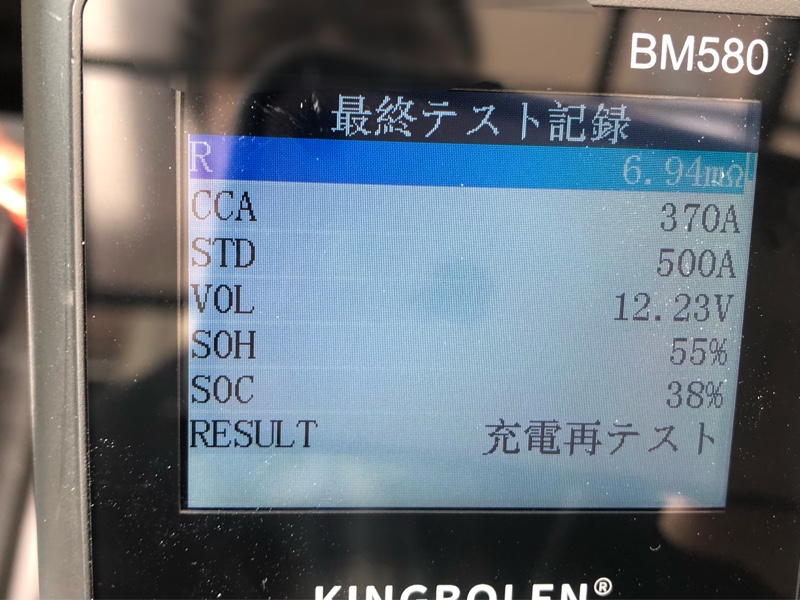 BM580
最終テスト記録
R 6.94mΩ
CCA 370A
STD 500A
VOL 12.23V
SOH 55%
SOC 38%
RESULT 充電再テスト
KINGBOLEN®